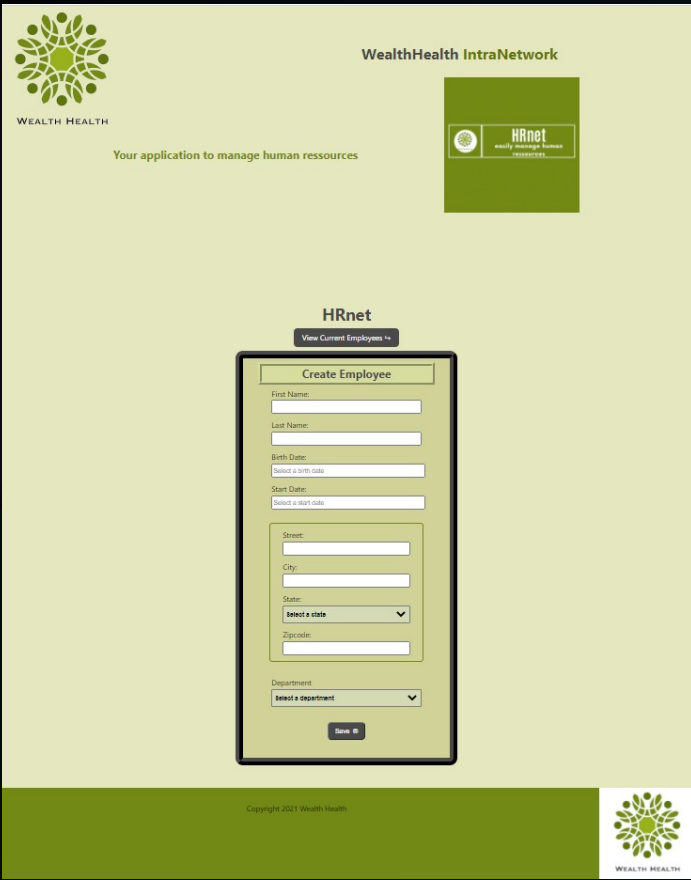 WEALTH HEALTH
WealthHealth IntraNetwork
Your application to manage human ressources
HRnet
easily manage human
ressources
HRnet
View Current Employees ↪
Create Employee
First Name:
Last Name:
Birth Date:
Select a birth date
Start Date:
Select a start date
Street:
City:
State:
Select a state
Zipcode:
Department
Select a department
Save
Copyright 2021 Wealth Health
WEALTH HEALTH